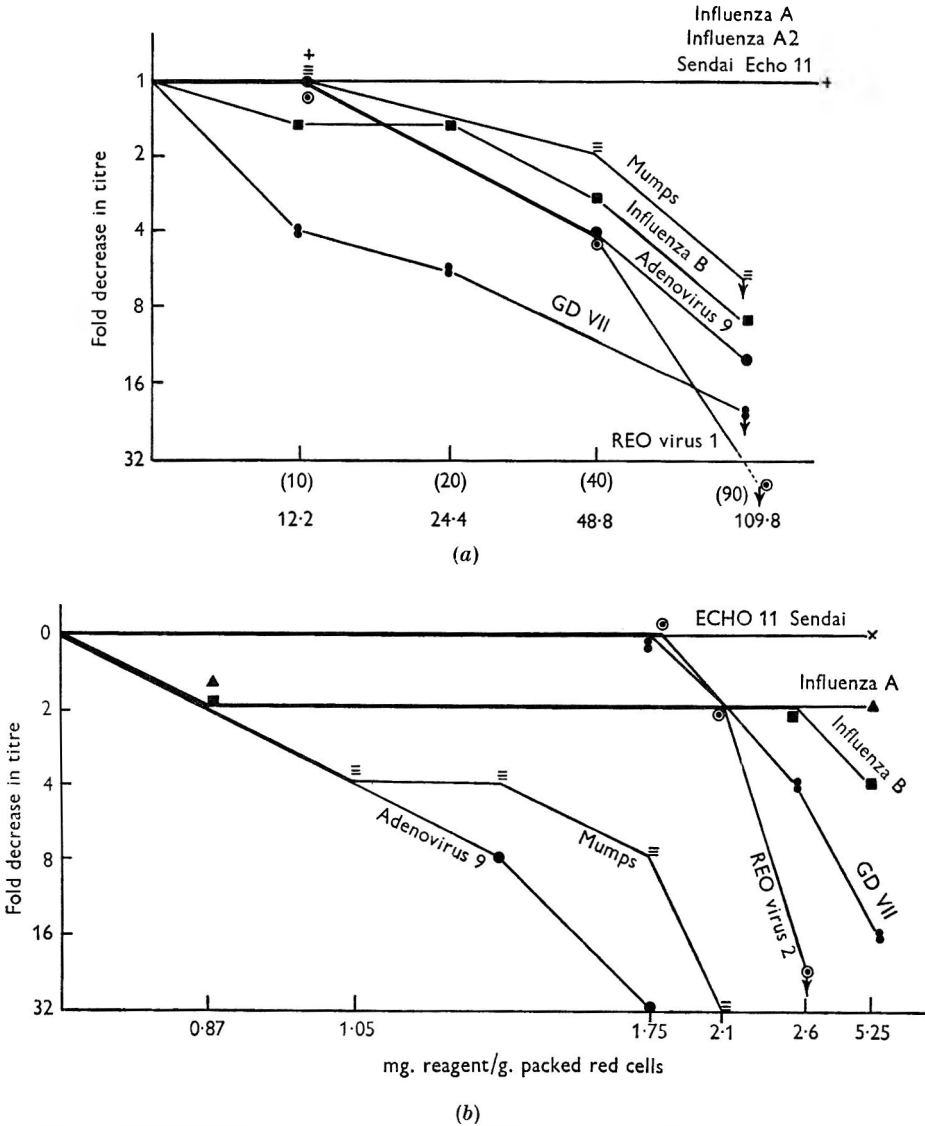 Influenza A
Influenza A2
Sendai Echo 11
1
2
4
8
16
32
Fold decrease in titre
Mumps
Influenza B
Adenovirus 9
GD VII
REO virus 1
(10) (20) (40) (90)
12·2 24·4 48·8 109·8
(a)
0
2
4
8
16
32
Fold decrease in titre
ECHO 11 Sendai
Influenza A
Influenza B
Adenovirus 9
Mumps
REO virus 2
GD VII
0·87 1·05 1·75 2·1 2·6 5·25
mg. reagent/g. packed red cells
(b)